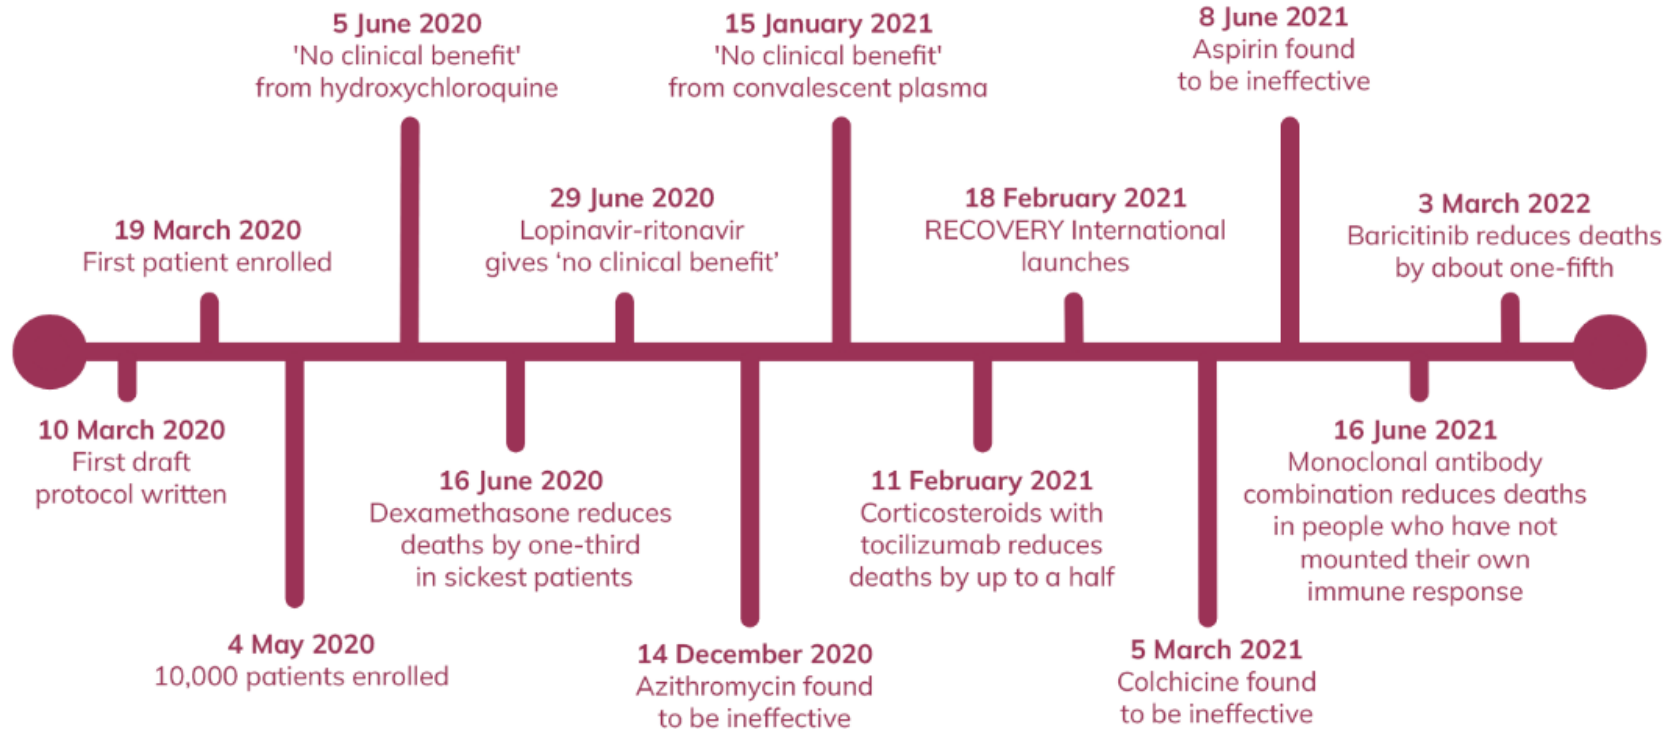 5 June 2020
'No clinical benefit'
from hydroxychloroquine
15 January 2021
'No clinical benefit'
from convalescent plasma
8 June 2021
Aspirin found
to be ineffective
19 March 2020
First patient enrolled
29 June 2020
Lopinavir-ritonavir
gives ‘no clinical benefit’
18 February 2021
RECOVERY International
launches
3 March 2022
Baricitinib reduces deaths
by about one-fifth
10 March 2020
First draft
protocol written
16 June 2020
Dexamethasone reduces
deaths by one-third
in sickest patients
11 February 2021
Corticosteroids with
tocilizumab reduces
deaths by up to a half
16 June 2021
Monoclonal antibody
combination reduces deaths
in people who have not
mounted their own
immune response
4 May 2020
10,000 patients enrolled
14 December 2020
Azithromycin found
to be ineffective
5 March 2021
Colchicine found
to be ineffective